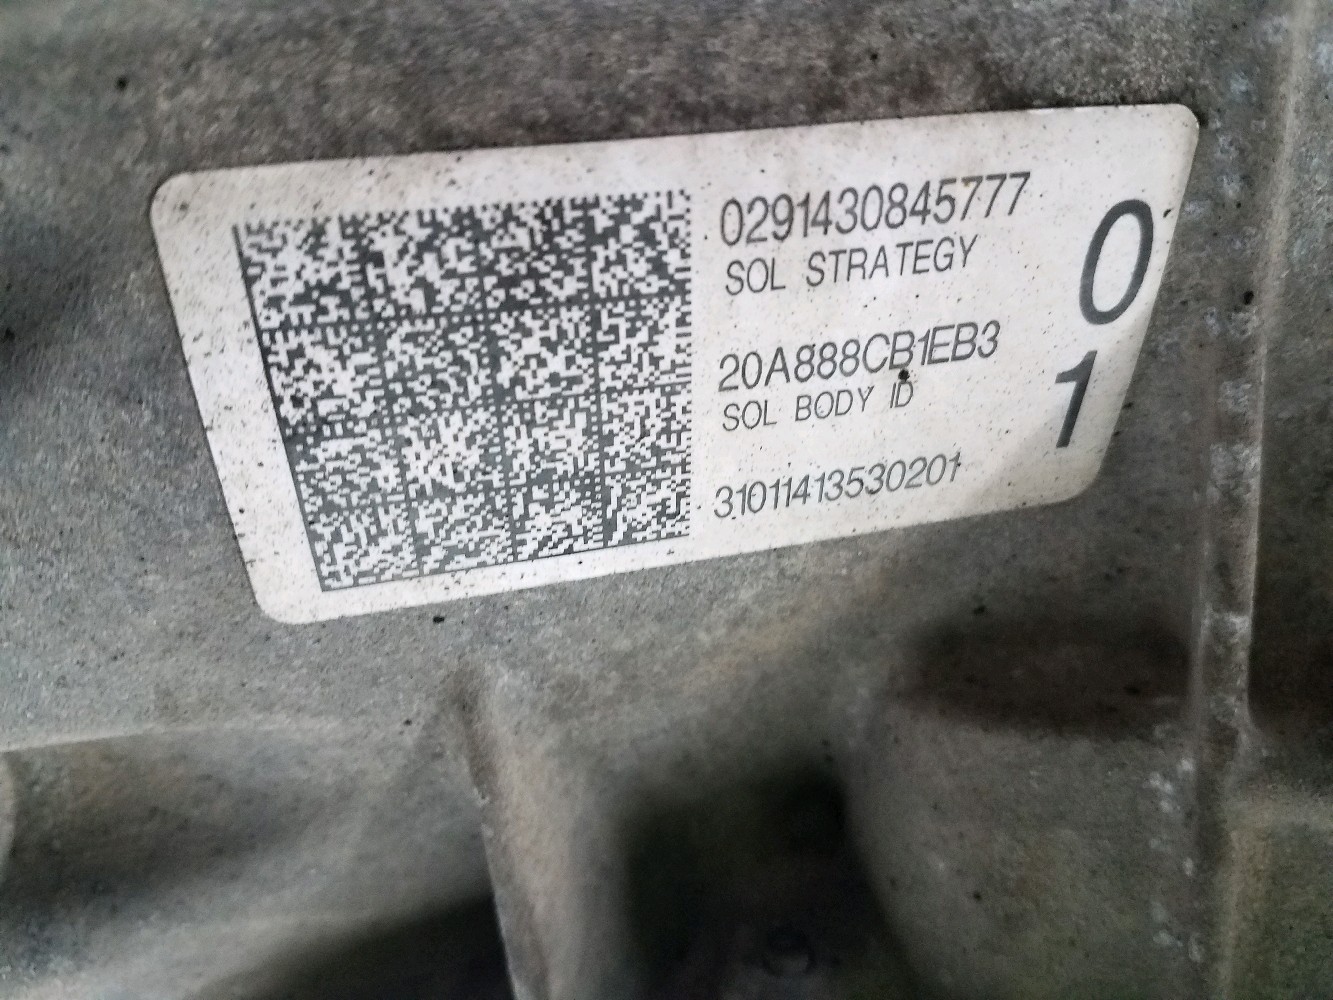 0291430845777
SOL STRATEGY
20A888CB1EB3
SOL BODY ID
31011413530201
0
1